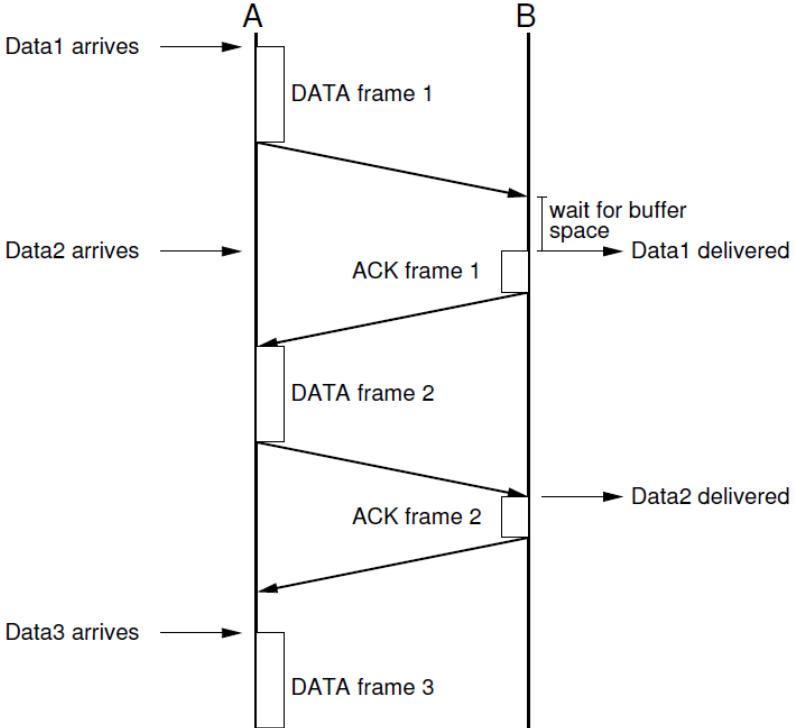 A
B
Data1 arrives
DATA frame 1
wait for buffer
space
Data2 arrives
Data1 delivered
ACK frame 1
DATA frame 2
Data2 delivered
ACK frame 2
Data3 arrives
DATA frame 3